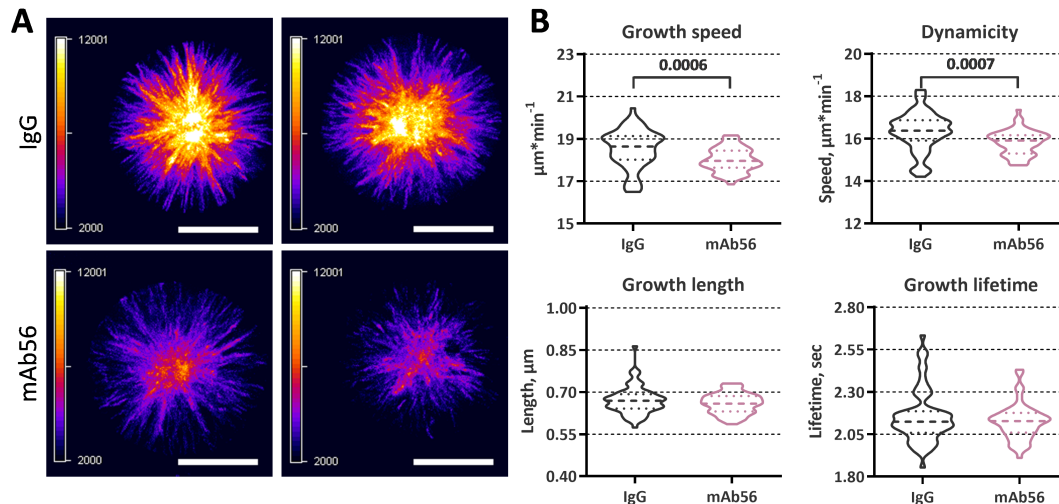 A
IgG
12001
2000
12001
2000
mAb56
12001
2000
12001
2000
B
Growth speed
0.0006
µm*min⁻¹
23
21
19
17
15
IgG
mAb56
Dynamicity
0.0007
Speed, µm*min⁻¹
20
18
16
14
12
IgG
mAb56
Growth length
Length, µm
1.00
0.85
0.70
0.55
0.40
IgG
mAb56
Growth lifetime
Lifetime, sec
2.80
2.55
2.30
2.05
1.80
IgG
mAb56